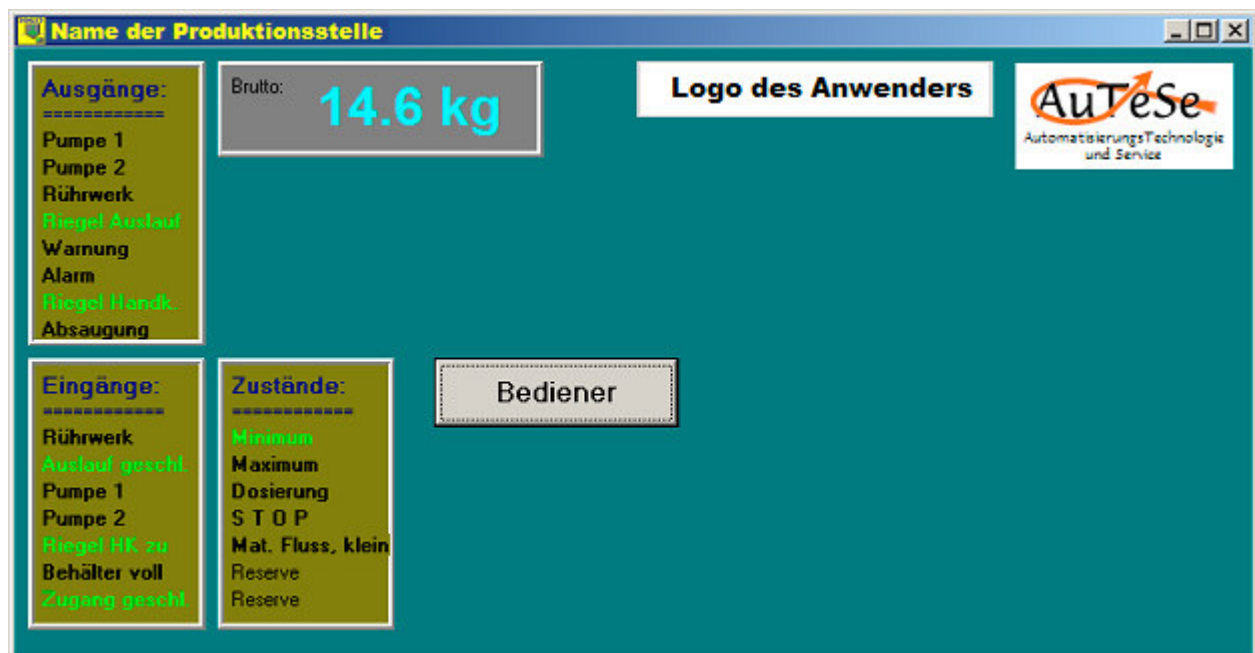 Name der Produktionsstelle
Ausgänge:
============
Pumpe 1
Pumpe 2
Rührwerk
Riegel Auslauf
Warnung
Alarm
Riegel Handk.
Absaugung
Brutto:
14.6 kg
Logo des Anwenders
AuTeSe
AutomatisierungsTechnologie
und Service
Eingänge:
============
Rührwerk
Auslauf geschl.
Pumpe 1
Pumpe 2
Riegel HK zu
Behälter voll
Zugang geschl.
Zustände:
============
Minimum
Maximum
Dosierung
S T O P
Mat. Fluss, klein
Reserve
Reserve
Bediener